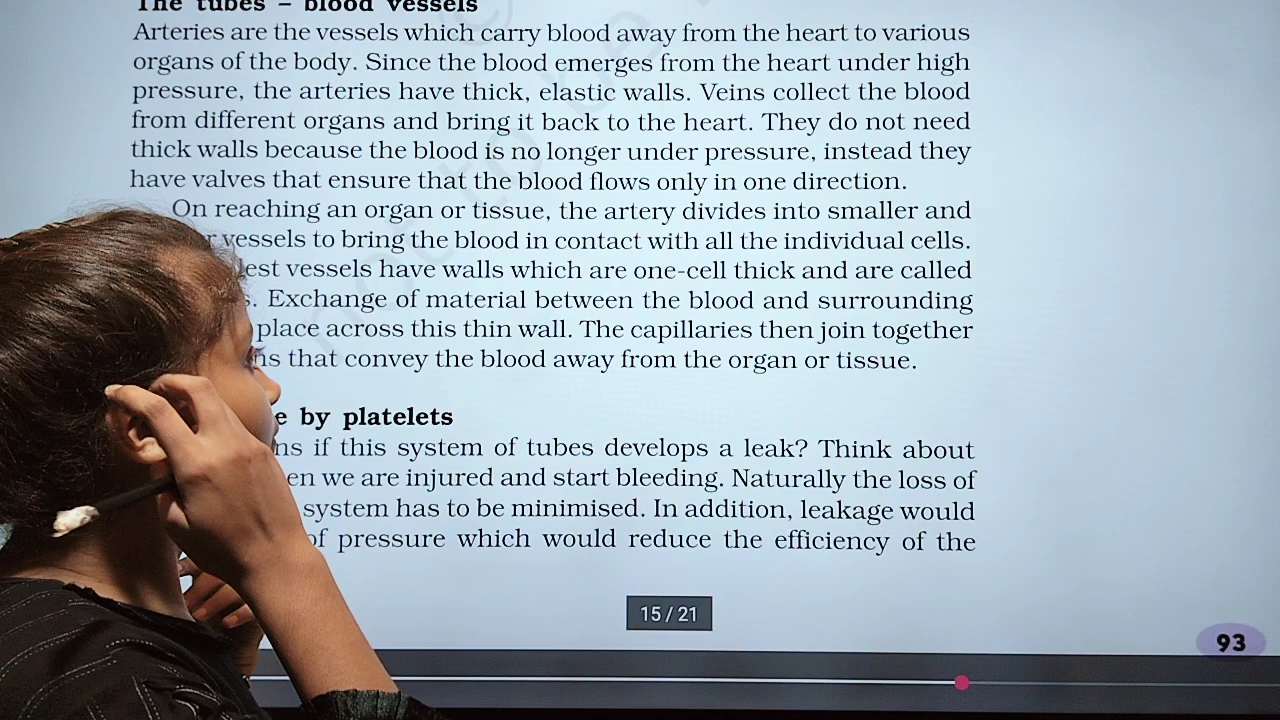 The tubes – blood vessels
Arteries are the vessels which carry blood away from the heart to various
organs of the body. Since the blood emerges from the heart under high
pressure, the arteries have thick, elastic walls. Veins collect the blood
from different organs and bring it back to the heart. They do not need
thick walls because the blood is no longer under pressure, instead they
have valves that ensure that the blood flows only in one direction.
On reaching an organ or tissue, the artery divides into smaller and
vessels to bring the blood in contact with all the individual cells.
vessels have walls which are one-cell thick and are called
Exchange of material between the blood and surrounding
place across this thin wall. The capillaries then join together
that convey the blood away from the organ or tissue.
by platelets
if this system of tubes develops a leak? Think about
we are injured and start bleeding. Naturally the loss of
system has to be minimised. In addition, leakage would
of pressure which would reduce the efficiency of the
15 / 21
93